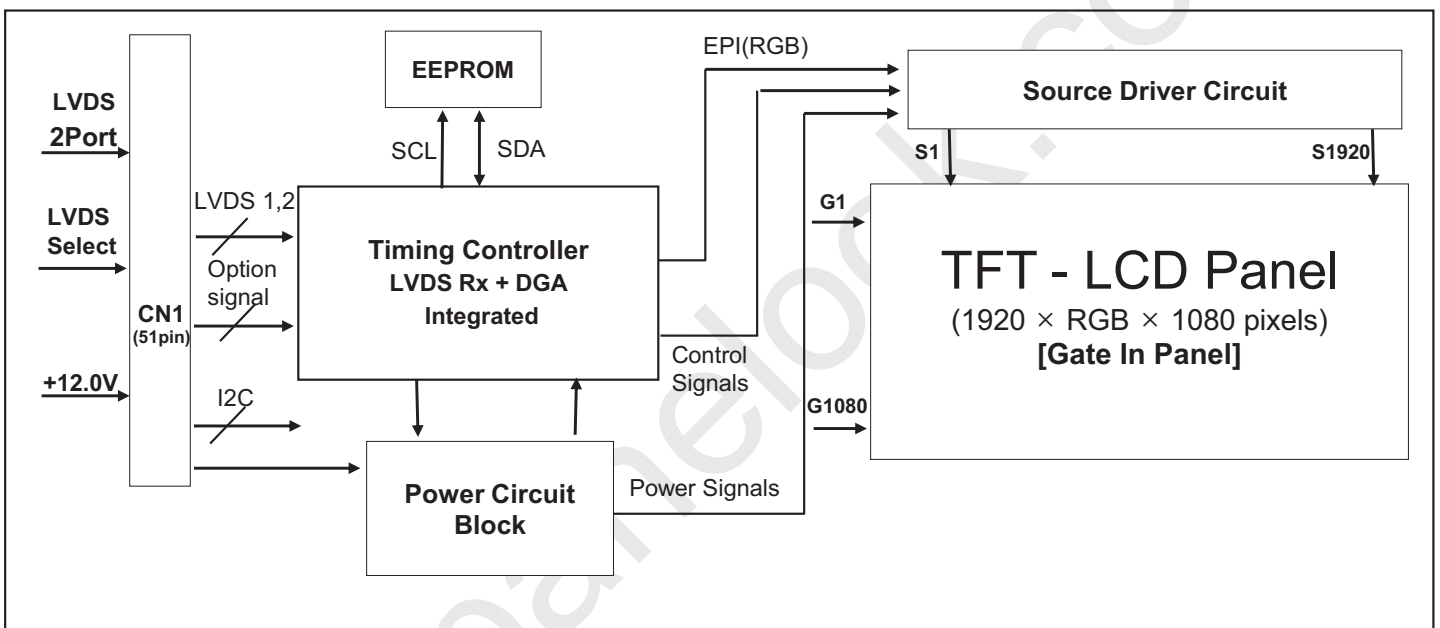 EEPROM
EPI(RGB)
Source Driver Circuit
LVDS
2Port
SCL
SDA
S1
S1920
LVDS 1,2
G1
LVDS
Select
Timing Controller
LVDS Rx + DGA
Integrated
TFT - LCD Panel
(1920 × RGB × 1080 pixels)
[Gate In Panel]
Option
signal
CN1
(51pin)
Control
Signals
+12.0V
I2C
G1080
Power Circuit
Block
Power Signals
panelook.co